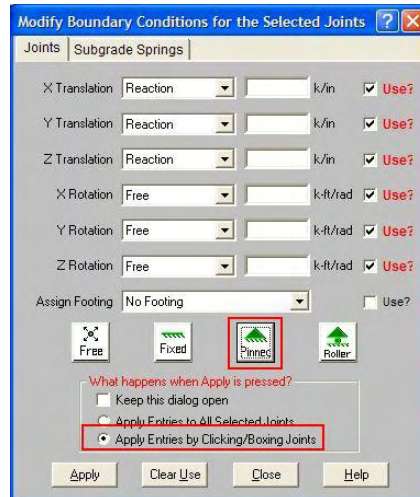 Modify Boundary Conditions for the Selected Joints
Joints Subgrade Springs
X Translation Reaction k/in Use?
Y Translation Reaction k/in Use?
Z Translation Reaction k/in Use?
X Rotation Free k-ft/rad Use?
Y Rotation Free k-ft/rad Use?
Z Rotation Free k-ft/rad Use?
Assign Footing No Footing Use?
Free Fixed Pinned Roller
What happens when Apply is pressed?
Keep this dialog open
Apply Entries to All Selected Joints
Apply Entries by Clicking/Boxing Joints
Apply Clear Use Close Help